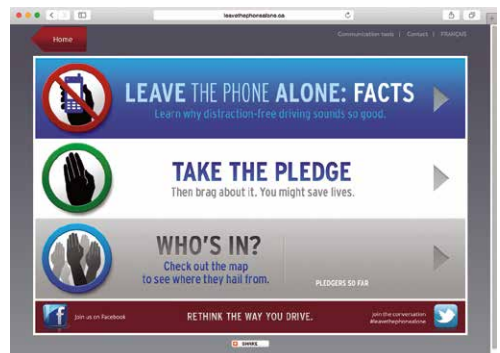 leavethephonealone.ca
Home
Communication tools | Contact | FRANÇAIS
LEAVE THE PHONE ALONE: FACTS
Learn why distraction-free driving sounds so good.
TAKE THE PLEDGE
Then brag about it. You might save lives.
WHO'S IN?
Check out the map
to see where they hail from.
PLEDGERS SO FAR
Join us on Facebook
RETHINK THE WAY YOU DRIVE.
Join the conversation
#leavethephonealone
SHARE